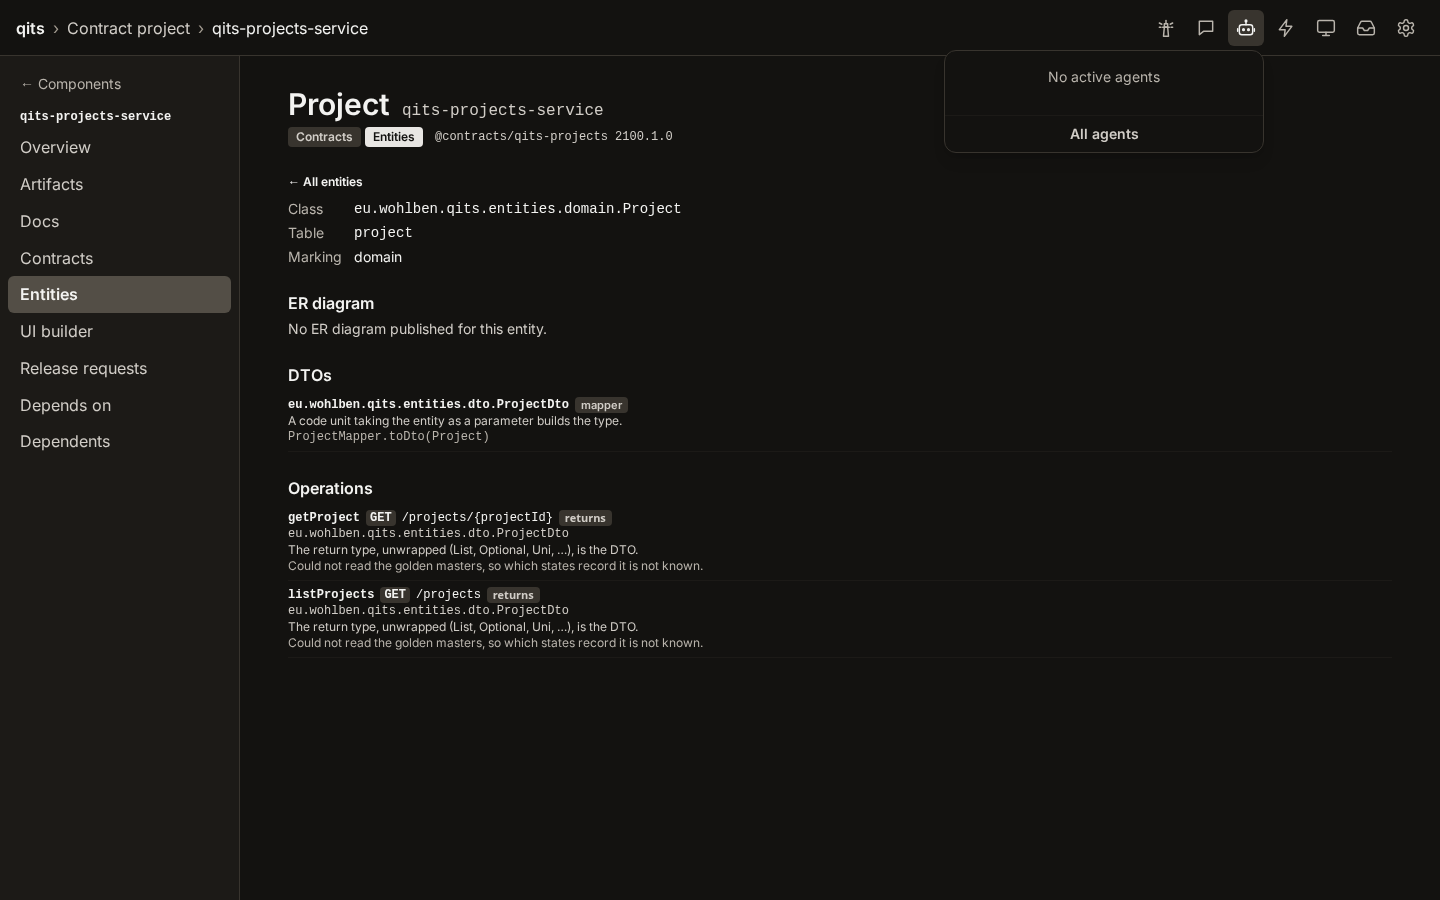 qits › Contract project › qits-projects-service
No active agents
All agents
← Components
qits-projects-service
Overview
Artifacts
Docs
Contracts
Entities
UI builder
Release requests
Depends on
Dependents
Project qits-projects-service
Contracts Entities @contracts/qits-projects 2100.1.0
← All entities
Class eu.wohlben.qits.entities.domain.Project
Table project
Marking domain
ER diagram
No ER diagram published for this entity.
DTOs
eu.wohlben.qits.entities.dto.ProjectDto mapper
A code unit taking the entity as a parameter builds the type.
ProjectMapper.toDto(Project)
Operations
getProject GET /projects/{projectId} returns
eu.wohlben.qits.entities.dto.ProjectDto
The return type, unwrapped (List, Optional, Uni, …), is the DTO.
Could not read the golden masters, so which states record it is not known.
listProjects GET /projects returns
eu.wohlben.qits.entities.dto.ProjectDto
The return type, unwrapped (List, Optional, Uni, …), is the DTO.
Could not read the golden masters, so which states record it is not known.